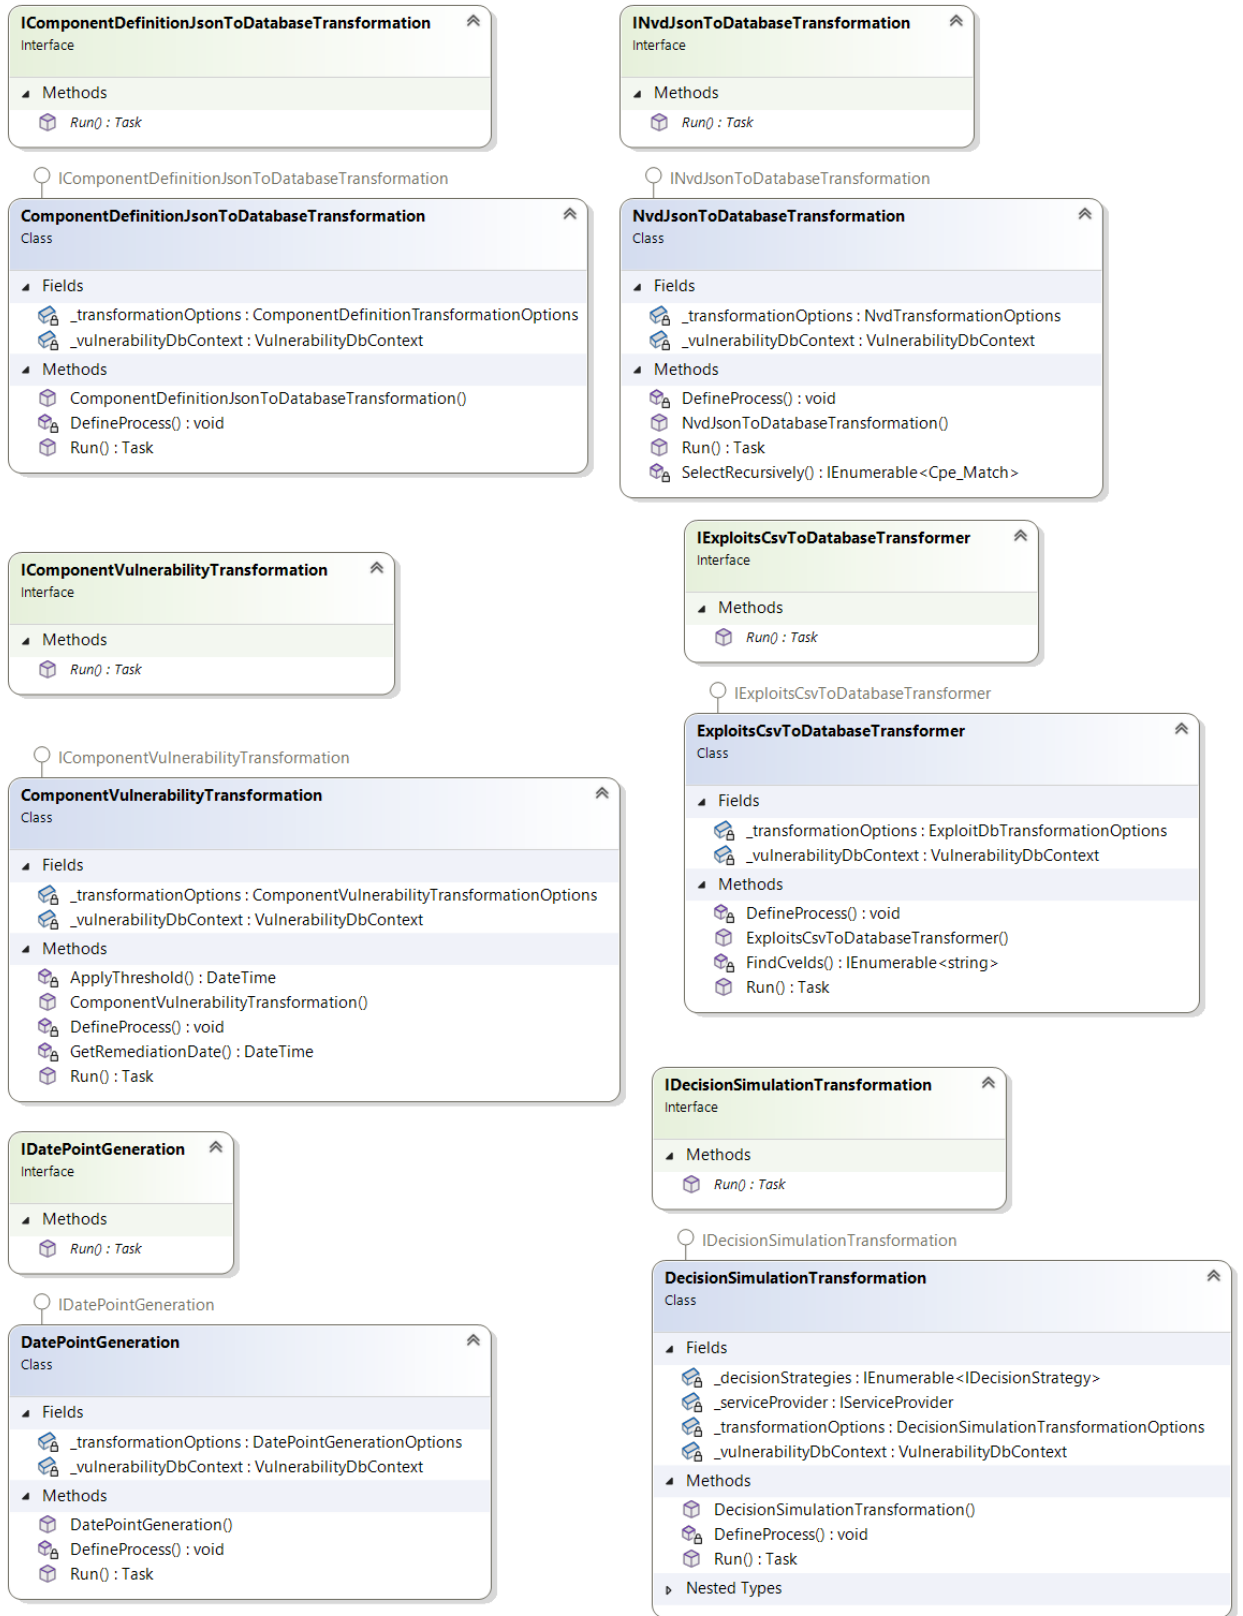 IComponentDefinitionJsonToDatabaseTransformation
Interface
Methods
Run() : Task
IComponentDefinitionJsonToDatabaseTransformation
ComponentDefinitionJsonToDatabaseTransformation
Class
Fields
_transformationOptions : ComponentDefinitionTransformationOptions
_vulnerabilityDbContext : VulnerabilityDbContext
Methods
ComponentDefinitionJsonToDatabaseTransformation()
DefineProcess() : void
Run() : Task
INvdJsonToDatabaseTransformation
Interface
Methods
Run() : Task
INvdJsonToDatabaseTransformation
NvdJsonToDatabaseTransformation
Class
Fields
_transformationOptions : NvdTransformationOptions
_vulnerabilityDbContext : VulnerabilityDbContext
Methods
DefineProcess() : void
NvdJsonToDatabaseTransformation()
Run() : Task
SelectRecursively() : IEnumerable<Cpe_Match>
IComponentVulnerabilityTransformation
Interface
Methods
Run() : Task
IComponentVulnerabilityTransformation
ComponentVulnerabilityTransformation
Class
Fields
_transformationOptions : ComponentVulnerabilityTransformationOptions
_vulnerabilityDbContext : VulnerabilityDbContext
Methods
ApplyThreshold() : DateTime
ComponentVulnerabilityTransformation()
DefineProcess() : void
GetRemediationDate() : DateTime
Run() : Task
IExploitsCsvToDatabaseTransformer
Interface
Methods
Run() : Task
IExploitsCsvToDatabaseTransformer
ExploitsCsvToDatabaseTransformer
Class
Fields
_transformationOptions : ExploitDbTransformationOptions
_vulnerabilityDbContext : VulnerabilityDbContext
Methods
DefineProcess() : void
ExploitsCsvToDatabaseTransformer()
FindCveIds() : IEnumerable<string>
Run() : Task
IDatePointGeneration
Interface
Methods
Run() : Task
IDatePointGeneration
DatePointGeneration
Class
Fields
_transformationOptions : DatePointGenerationOptions
_vulnerabilityDbContext : VulnerabilityDbContext
Methods
DatePointGeneration()
DefineProcess() : void
Run() : Task
IDecisionSimulationTransformation
Interface
Methods
Run() : Task
IDecisionSimulationTransformation
DecisionSimulationTransformation
Class
Fields
_decisionStrategies : IEnumerable<IDecisionStrategy>
_serviceProvider : IServiceProvider
_transformationOptions : DecisionSimulationTransformationOptions
_vulnerabilityDbContext : VulnerabilityDbContext
Methods
DecisionSimulationTransformation()
DefineProcess() : void
Run() : Task
Nested Types